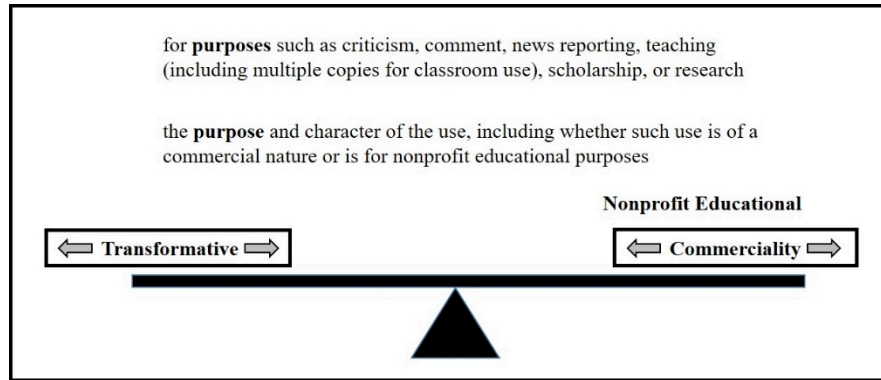 for purposes such as criticism, comment, news reporting, teaching
(including multiple copies for classroom use), scholarship, or research
the purpose and character of the use, including whether such use is of a
commercial nature or is for nonprofit educational purposes
Nonprofit Educational
Transformative
Commerciality